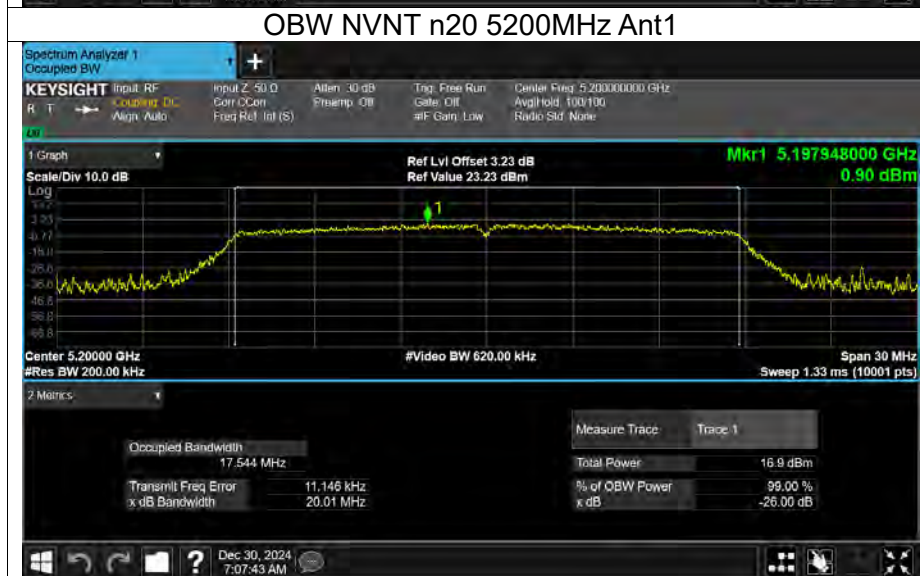 OBW NVNT n20 5200MHz Ant1
Spectrum Analyzer 1
Occupied BW
+
KEYSIGHT
Input: RF
Coupling: DC
Align: Auto
Input Z: 50 Ω
Corr CCorr
Freq Ref: Int (S)
Atten: 30 dB
Preamp: Off
Trig: Free Run
Gate: Off
#IF Gain: Low
Center Freq: 5.200000000 GHz
Avg|Hold: 100/100
Radio Std: None
R T
1 Graph
Scale/Div 10.0 dB
Ref Lvl Offset 3.23 dB
Ref Value 23.23 dBm
Mkr1 5.197948000 GHz
0.90 dBm
Log
1
Center 5.20000 GHz
#Res BW 200.00 kHz
#Video BW 620.00 kHz
Span 30 MHz
Sweep 1.33 ms (10001 pts)
2 Metrics
Occupied Bandwidth
17.544 MHz
Transmit Freq Error 11.146 kHz
x dB Bandwidth 20.01 MHz
Measure Trace Trace 1
Total Power 16.9 dBm
% of OBW Power 99.00 %
x dB -26.00 dB
?
Dec 30, 2024
7:07:43 AM